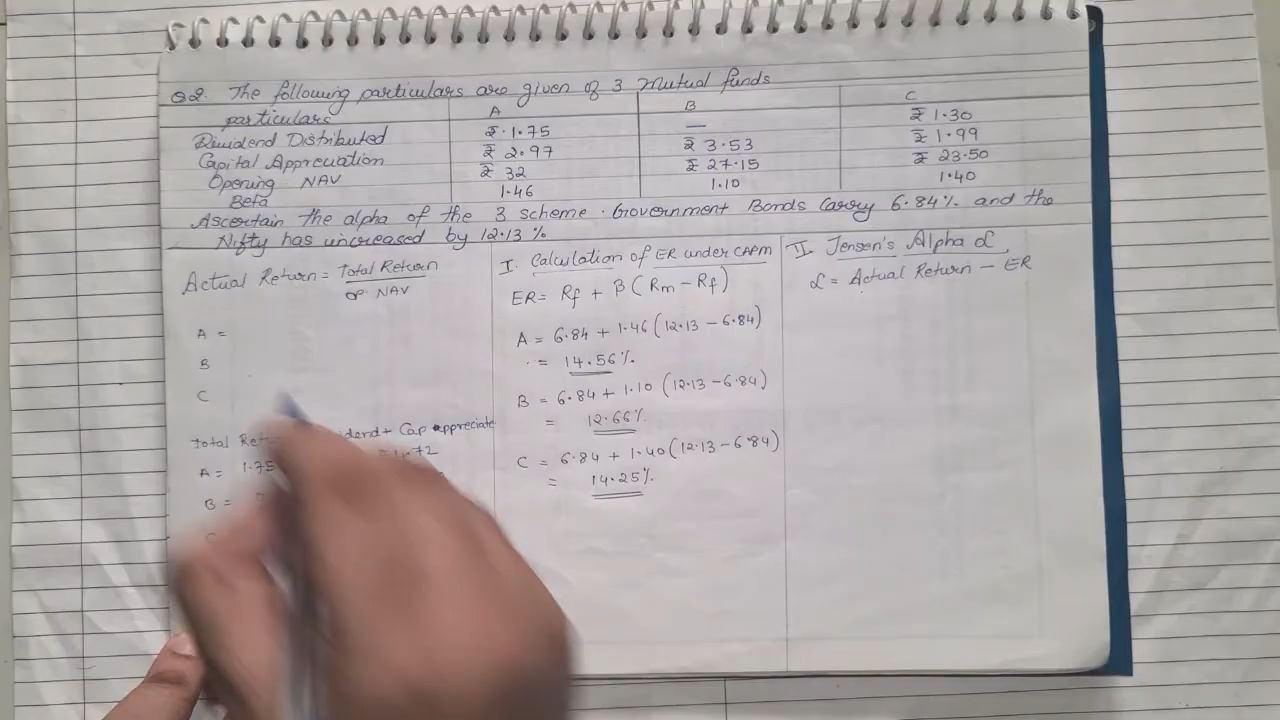 Q2. The following particulars are given of 3 Mutual funds
particulars A B C
Dividend Distributed ₹.1.75 — ₹ 1.30
Capital Appreciation ₹ 2.97 ₹ 3.53 ₹ 1.99
Opening NAV ₹ 32 ₹ 27.15 ₹ 23.50
Beta 1.46 1.10 1.40
Ascertain the alpha of the 3 scheme. Government Bonds carry 6.84% and the
Nifty has increased by 12.13%
Actual Return = Total Return
op. NAV
A =
B
C
Total Cap appreciate
A = 1.75
B =
I. Calculation of ER under CAPM
ER = Rf + β (Rm - Rf)
A = 6.84 + 1.46 (12.13 - 6.84)
= 14.56%
B = 6.84 + 1.10 (12.13 - 6.84)
= 12.66%
C = 6.84 + 1.40 (12.13 - 6.84)
= 14.25%
II Jensen's Alpha α
α = Actual Return - ER